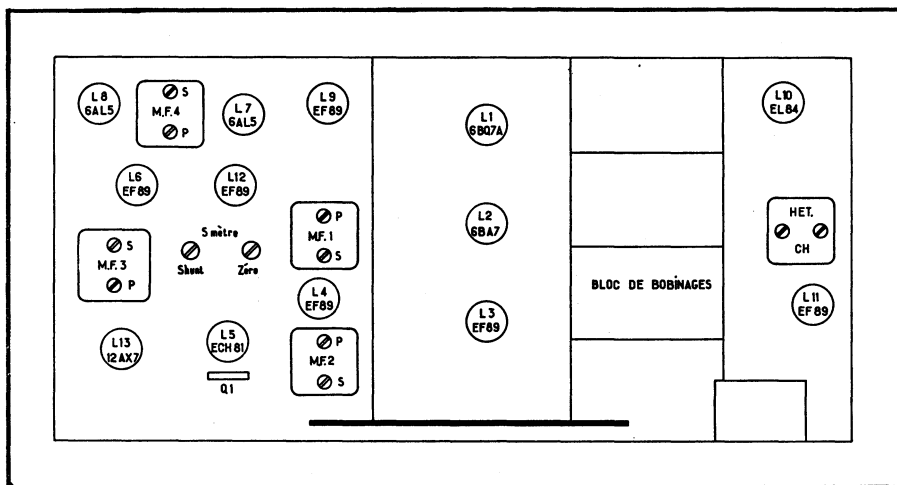 L8
6AL5
S
M.F.4
P
L7
6AL5
L9
EF89
L6
EF89
L12
EF89
S mètre
Shunt
Zéro
P
M.F.1
S
S
M.F.3
P
L4
EF89
L13
12AX7
L5
ECH81
Q1
P
M.F.2
S
L1
6BQ7A
L2
6BA7
L3
EF89
BLOC DE BOBINAGES
L10
EL84
HET.
CH
L11
EF89